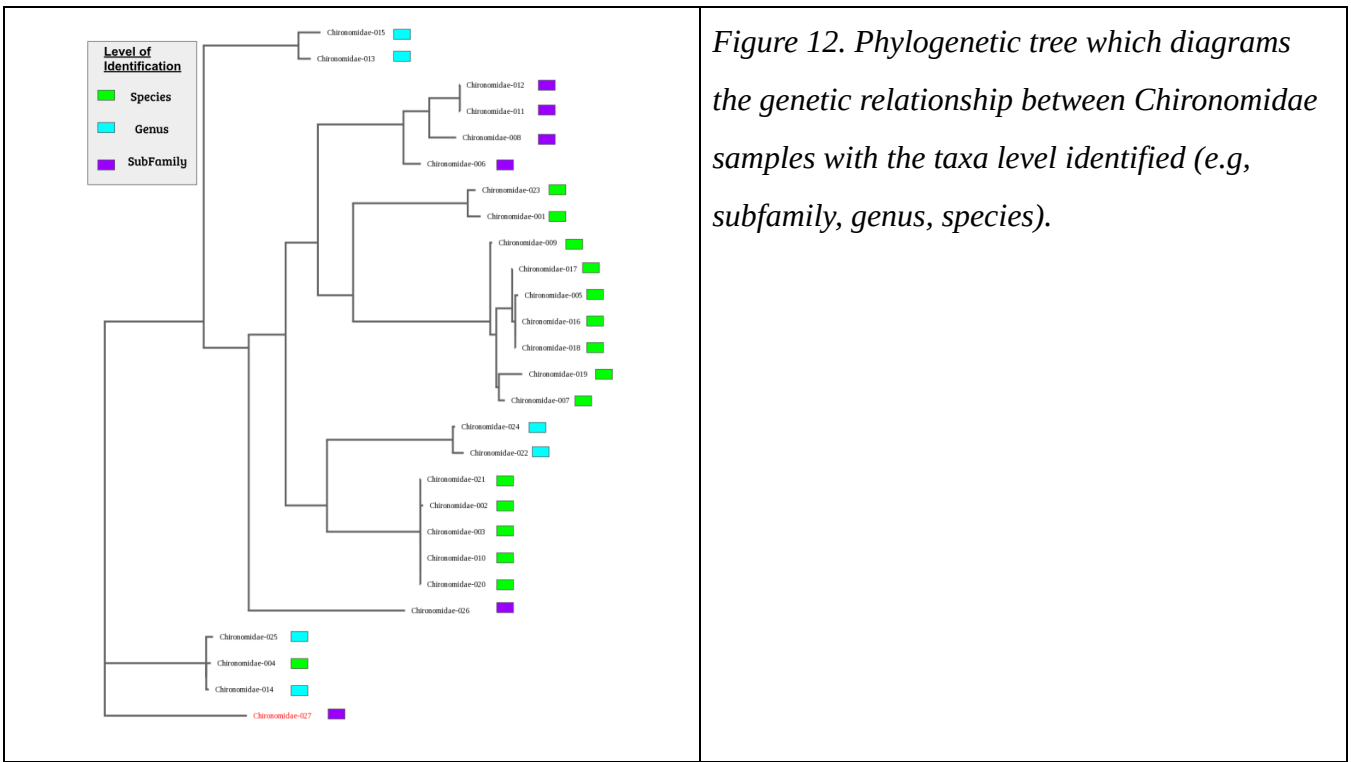 Level of
Identification
Species
Genus
SubFamily
Chironomidae-015
Chironomidae-013
Chironomidae-012
Chironomidae-011
Chironomidae-008
Chironomidae-006
Chironomidae-023
Chironomidae-001
Chironomidae-009
Chironomidae-017
Chironomidae-005
Chironomidae-016
Chironomidae-018
Chironomidae-019
Chironomidae-007
Chironomidae-024
Chironomidae-022
Chironomidae-021
Chironomidae-002
Chironomidae-003
Chironomidae-010
Chironomidae-020
Chironomidae-026
Chironomidae-025
Chironomidae-004
Chironomidae-014
Chironomidae-027
Figure 12. Phylogenetic tree which diagrams
the genetic relationship between Chironomidae
samples with the taxa level identified (e.g,
subfamily, genus, species).